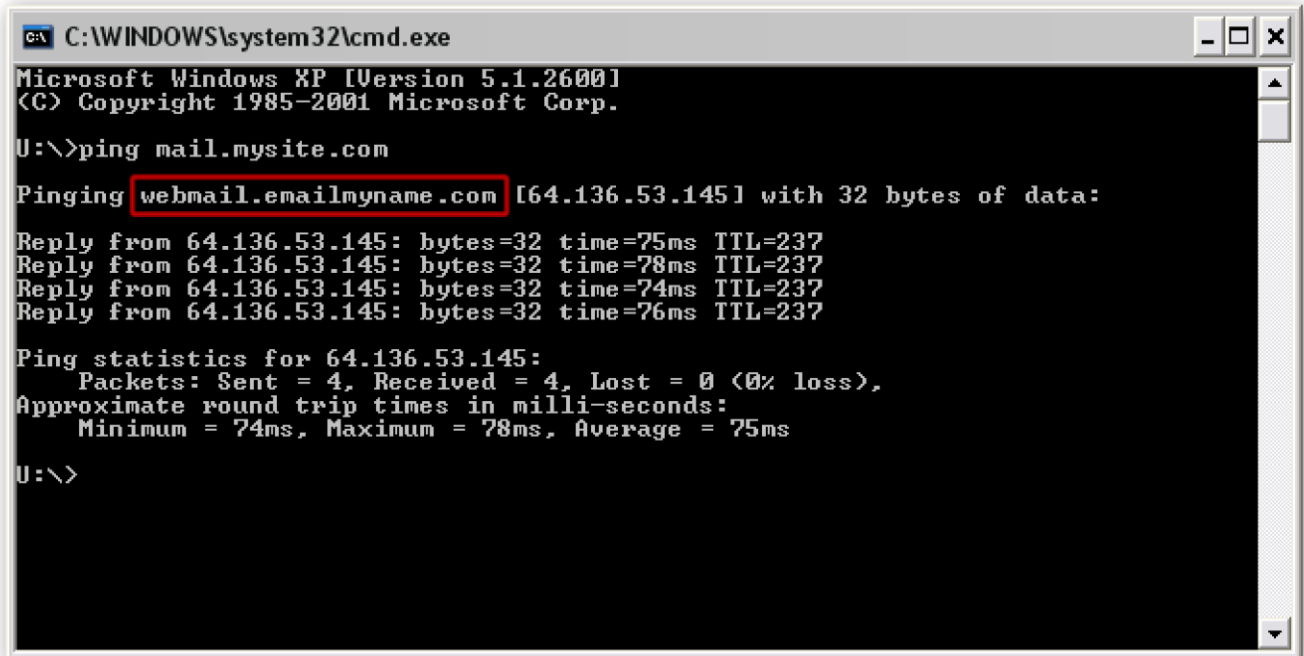 C:\WINDOWS\system32\cmd.exe
Microsoft Windows XP [Version 5.1.2600]
(C) Copyright 1985-2001 Microsoft Corp.
U:\>ping mail.mysite.com
Pinging webmail.emailmyname.com [64.136.53.145] with 32 bytes of data:
Reply from 64.136.53.145: bytes=32 time=75ms TTL=237
Reply from 64.136.53.145: bytes=32 time=78ms TTL=237
Reply from 64.136.53.145: bytes=32 time=74ms TTL=237
Reply from 64.136.53.145: bytes=32 time=76ms TTL=237
Ping statistics for 64.136.53.145:
Packets: Sent = 4, Received = 4, Lost = 0 (0% loss),
Approximate round trip times in milli-seconds:
Minimum = 74ms, Maximum = 78ms, Average = 75ms
U:\>